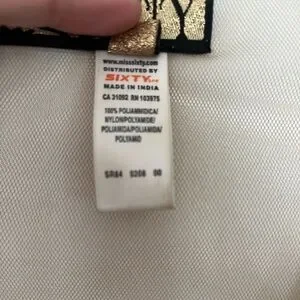 www.misssixty.com
DISTRIBUTED BY
SIXTY
MADE IN INDIA
CA 31092 RN 103975
100% POLIAMMIDICA/
NYLON/POLYAMIDE/
POLIAMIDA/POLIAMIDA/
POLYAMID
SR84 S208 00